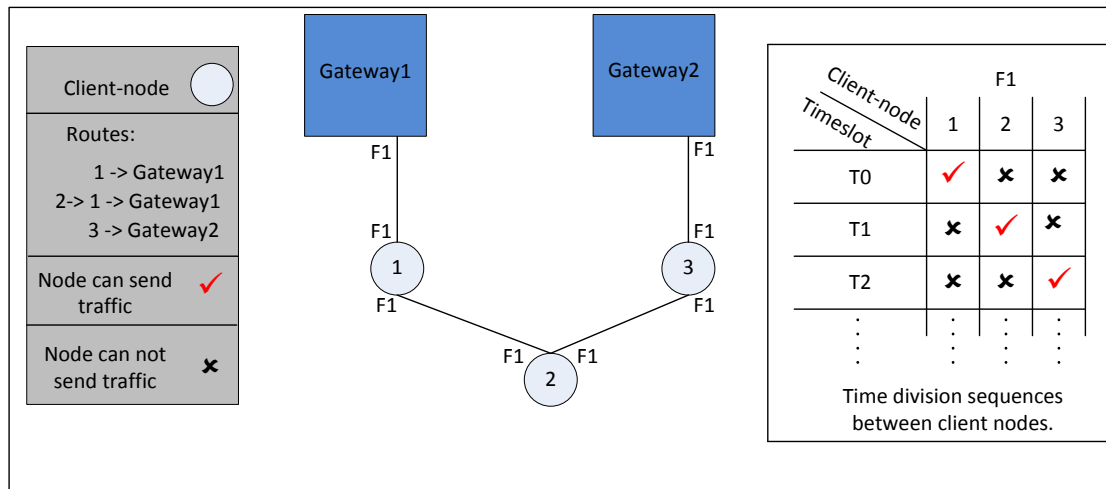 Client-node
Routes:
1 -> Gateway1
2-> 1 -> Gateway1
3 -> Gateway2
Node can send
traffic
Node can not
send traffic
Gateway1
Gateway2
F1
F1
F1
F1
1
3
F1
F1
F1
F1
2
F1
Client-node
Timeslot
1
2
3
T0
T1
T2
Time division sequences
between client nodes.